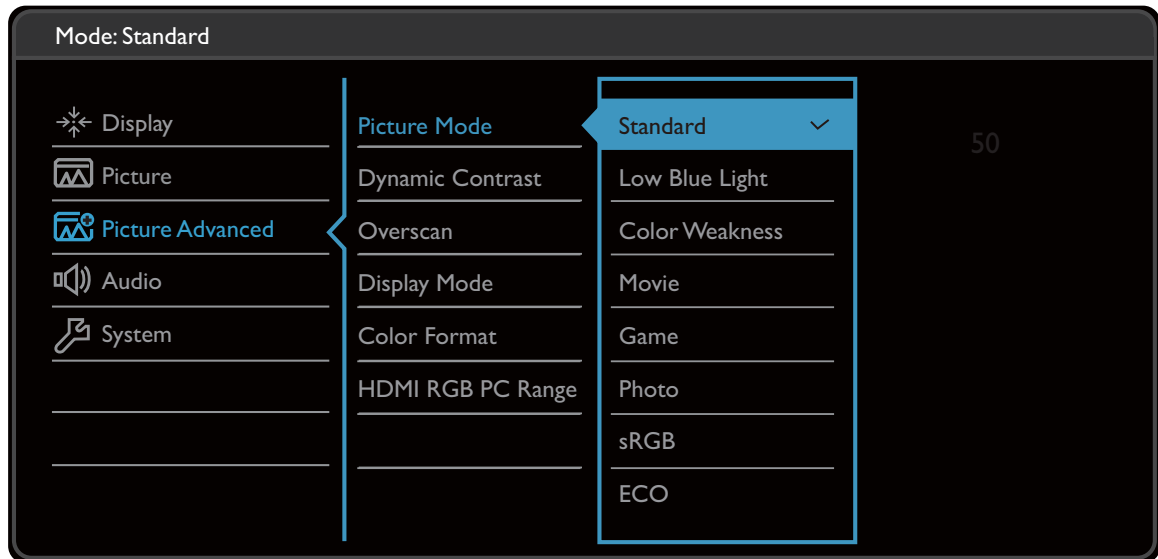 Mode: Standard
Display
Picture
Picture Advanced
Audio
System
Picture Mode
Dynamic Contrast
Overscan
Display Mode
Color Format
HDMI RGB PC Range
Standard
Low Blue Light
Color Weakness
Movie
Game
Photo
sRGB
ECO
50